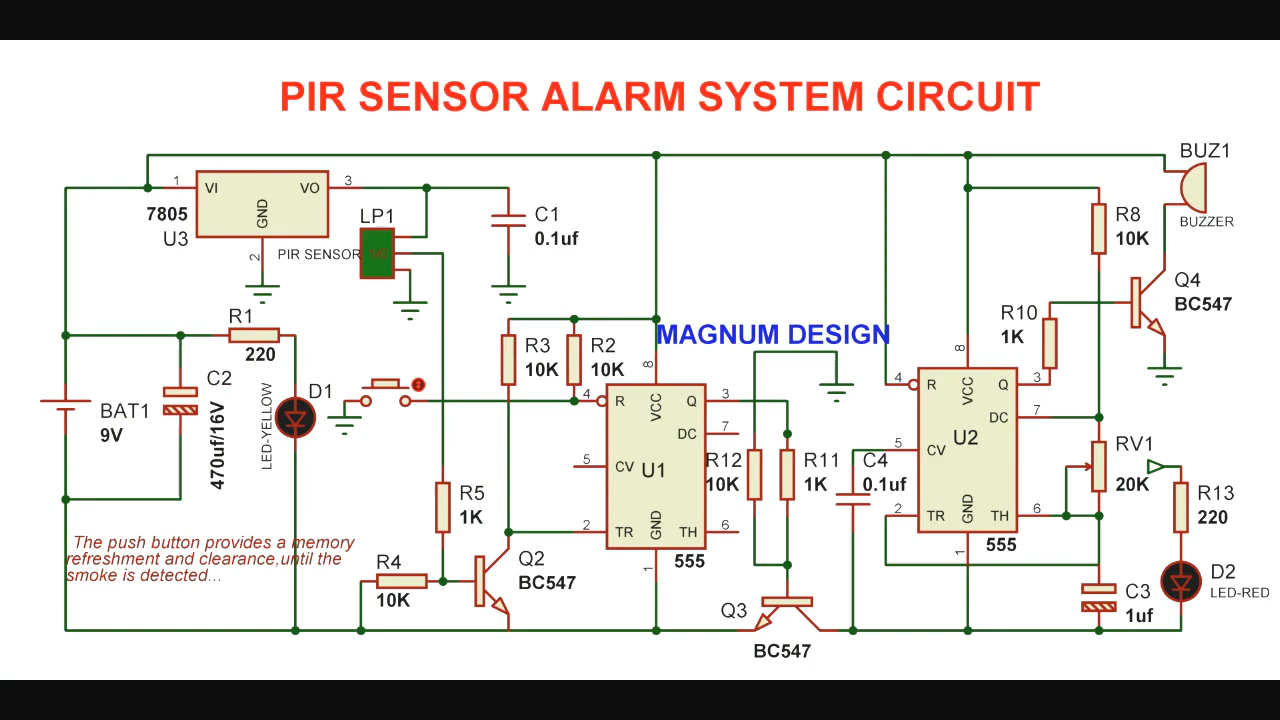 PIR SENSOR ALARM SYSTEM CIRCUIT
BUZ1
BUZZER
1
VI
VO
3
GND
2
7805
U3
LP1
PIR SENSOR
C1
0.1uf
R8
10K
Q4
BC547
R1
220
R3
10K
R2
10K
MAGNUM DESIGN
R10
1K
C2
470uf/16V
LED-YELLOW
D1
BAT1
9V
4
R
8
VCC
Q
3
DC
7
5
CV
U1
2
TR
GND
TH
6
1
555
R12
10K
R11
1K
C4
0.1uf
4
R
8
VCC
Q
3
DC
7
5
CV
U2
2
TR
GND
TH
6
1
555
RV1
20K
R13
220
D2
LED-RED
C3
1uf
R5
1K
R4
10K
Q2
BC547
Q3
BC547
The push button provides a memory
refreshment and clearance,until the
smoke is detected...